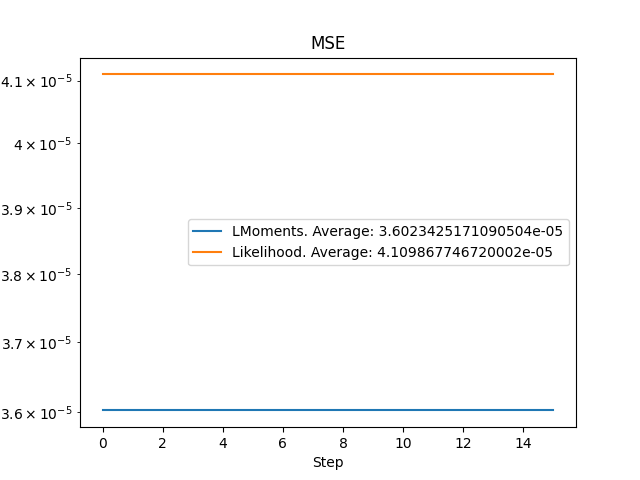 MSE
4.1 × 10⁻⁵
4 × 10⁻⁵
3.9 × 10⁻⁵
3.8 × 10⁻⁵
3.7 × 10⁻⁵
3.6 × 10⁻⁵
LMoments. Average: 3.6023425171090504e-05
Likelihood. Average: 4.109867746720002e-05
0 2 4 6 8 10 12 14
Step